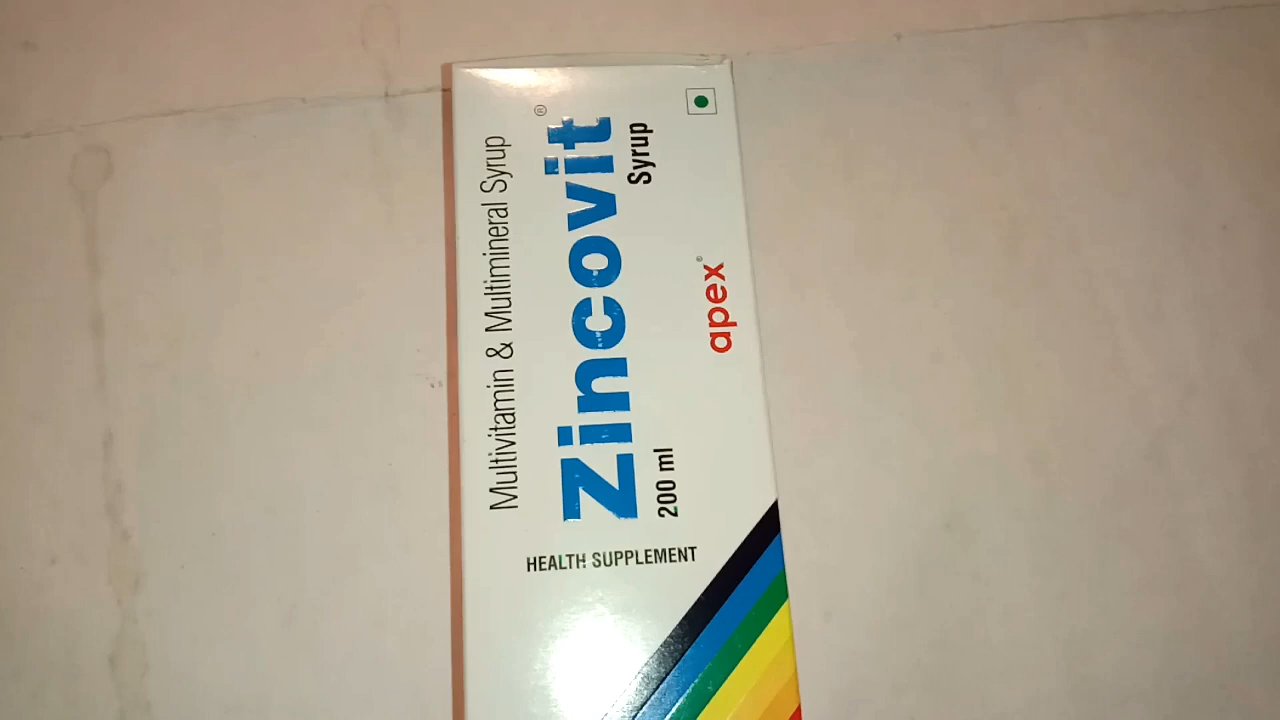 Multivitamin & Multimineral Syrup
Zincovit®
200 ml Syrup
apex®
HEALTH SUPPLEMENT